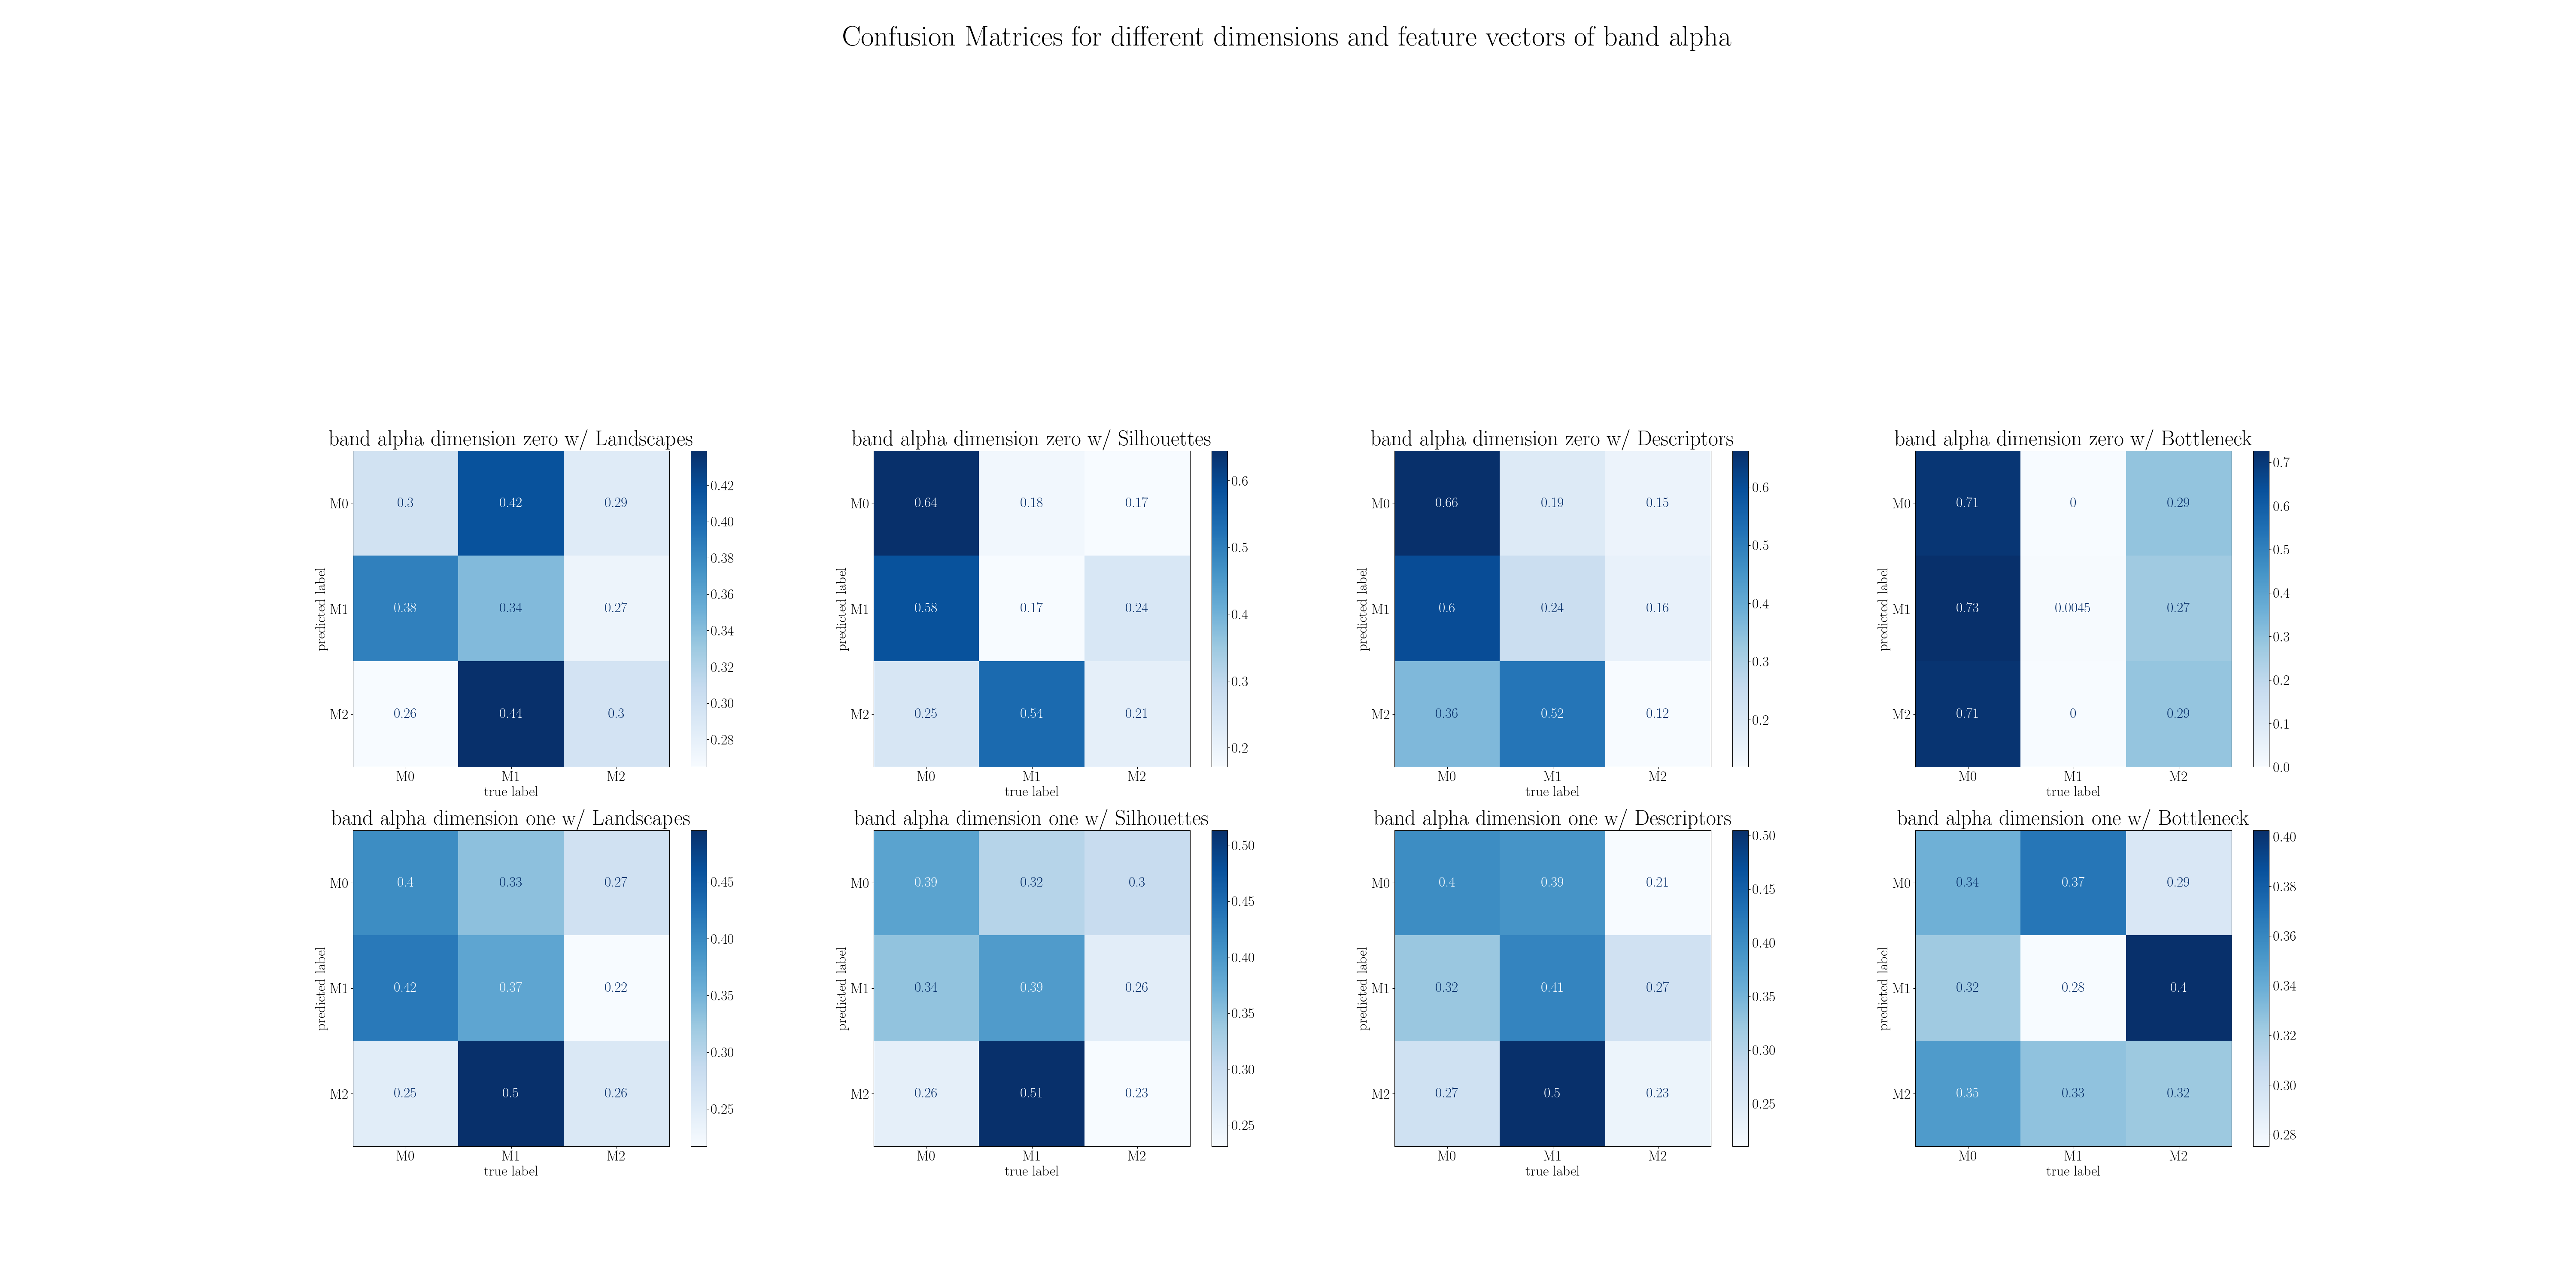 Confusion Matrices for different dimensions and feature vectors of band alpha
band alpha dimension zero w/ Landscapes
predicted label
M0 0.3 0.42 0.29
M1 0.38 0.34 0.27
M2 0.26 0.44 0.3
M0 M1 M2
true label
0.42
0.40
0.38
0.36
0.34
0.32
0.30
0.28
band alpha dimension zero w/ Silhouettes
predicted label
M0 0.64 0.18 0.17
M1 0.58 0.17 0.24
M2 0.25 0.54 0.21
M0 M1 M2
true label
0.6
0.5
0.4
0.3
0.2
band alpha dimension zero w/ Descriptors
predicted label
M0 0.66 0.19 0.15
M1 0.6 0.24 0.16
M2 0.36 0.52 0.12
M0 M1 M2
true label
0.6
0.5
0.4
0.3
0.2
band alpha dimension zero w/ Bottleneck
predicted label
M0 0.71 0 0.29
M1 0.73 0.0045 0.27
M2 0.71 0 0.29
M0 M1 M2
true label
0.7
0.6
0.5
0.4
0.3
0.2
0.1
0.0
band alpha dimension one w/ Landscapes
predicted label
M0 0.4 0.33 0.27
M1 0.42 0.37 0.22
M2 0.25 0.5 0.26
M0 M1 M2
true label
0.45
0.40
0.35
0.30
0.25
band alpha dimension one w/ Silhouettes
predicted label
M0 0.39 0.32 0.3
M1 0.34 0.39 0.26
M2 0.26 0.51 0.23
M0 M1 M2
true label
0.50
0.45
0.40
0.35
0.30
0.25
band alpha dimension one w/ Descriptors
predicted label
M0 0.4 0.39 0.21
M1 0.32 0.41 0.27
M2 0.27 0.5 0.23
M0 M1 M2
true label
0.50
0.45
0.40
0.35
0.30
0.25
band alpha dimension one w/ Bottleneck
predicted label
M0 0.34 0.37 0.29
M1 0.32 0.28 0.4
M2 0.35 0.33 0.32
M0 M1 M2
true label
0.40
0.38
0.36
0.34
0.32
0.30
0.28